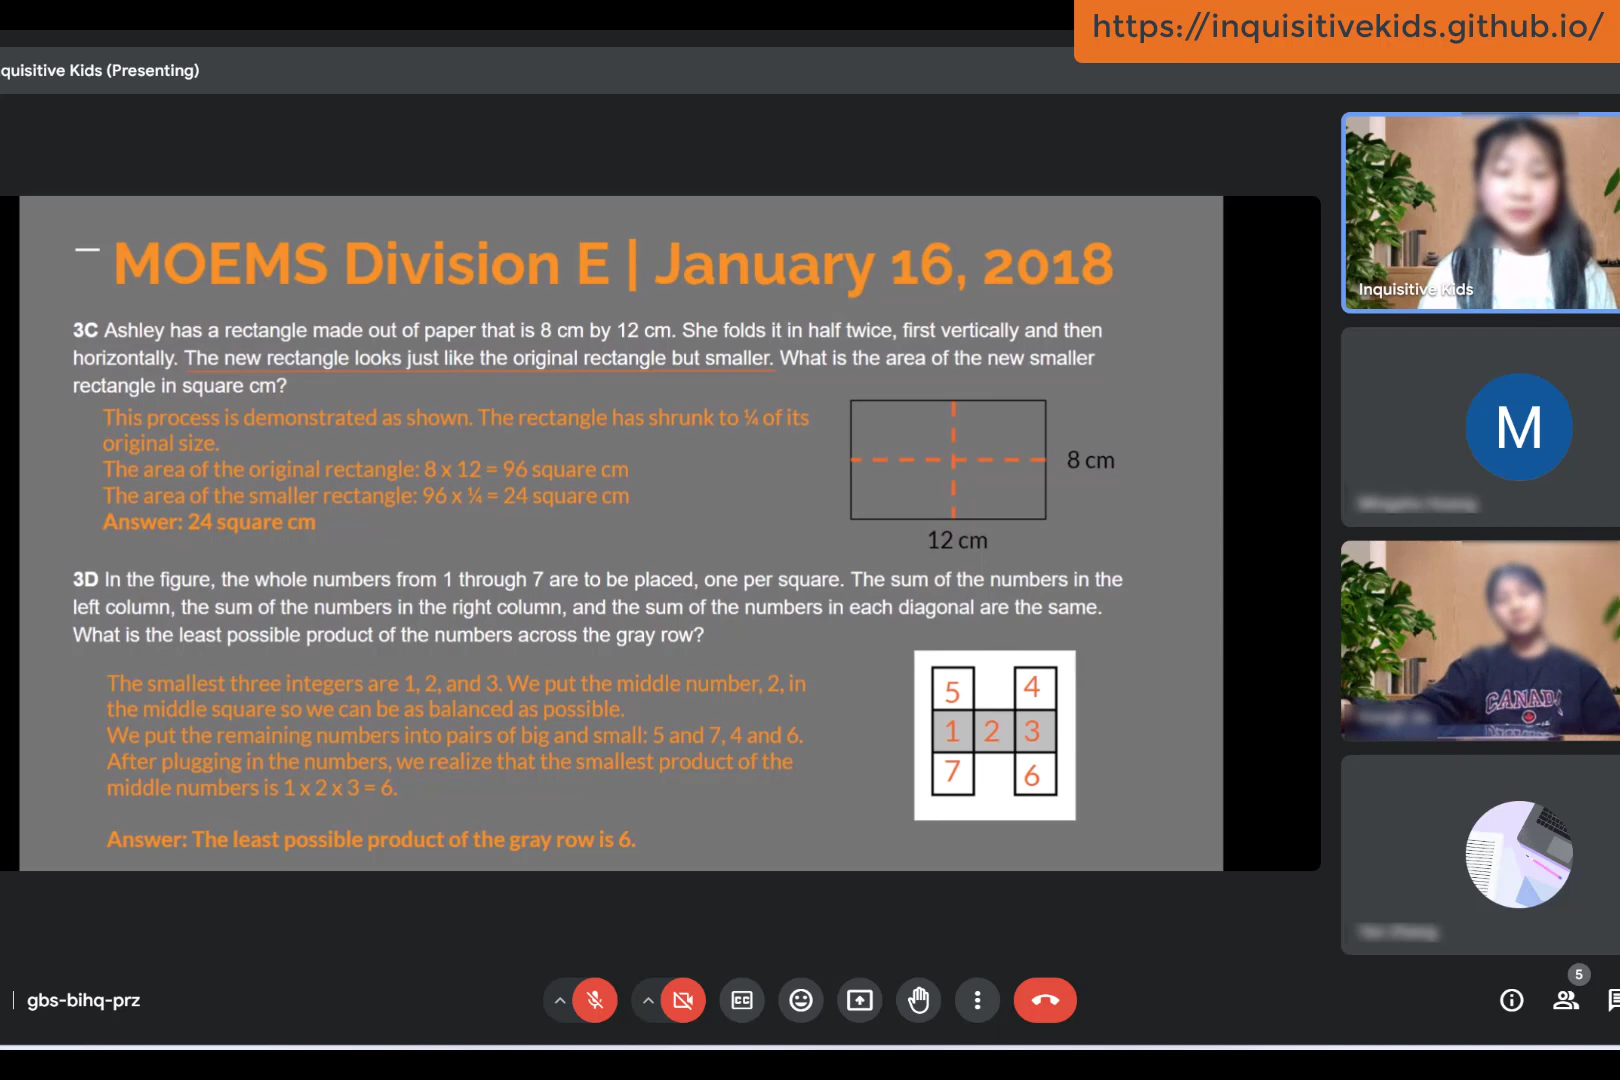 https://inquisitivekids.github.io/
quisitive Kids (Presenting)
MOEMS Division E | January 16, 2018
3C Ashley has a rectangle made out of paper that is 8 cm by 12 cm. She folds it in half twice, first vertically and then
horizontally. The new rectangle looks just like the original rectangle but smaller. What is the area of the new smaller
rectangle in square cm?
This process is demonstrated as shown. The rectangle has shrunk to ¼ of its
original size.
The area of the original rectangle: 8 x 12 = 96 square cm
The area of the smaller rectangle: 96 x ¼ = 24 square cm
Answer: 24 square cm
8 cm
12 cm
3D In the figure, the whole numbers from 1 through 7 are to be placed, one per square. The sum of the numbers in the
left column, the sum of the numbers in the right column, and the sum of the numbers in each diagonal are the same.
What is the least possible product of the numbers across the gray row?
The smallest three integers are 1, 2, and 3. We put the middle number, 2, in
the middle square so we can be as balanced as possible.
We put the remaining numbers into pairs of big and small: 5 and 7, 4 and 6.
After plugging in the numbers, we realize that the smallest product of the
middle numbers is 1 x 2 x 3 = 6.
Answer: The least possible product of the gray row is 6.
5 4
1 2 3
7 6
Inquisitive Kids
M
CANADA
gbs-bihq-prz
CC
5